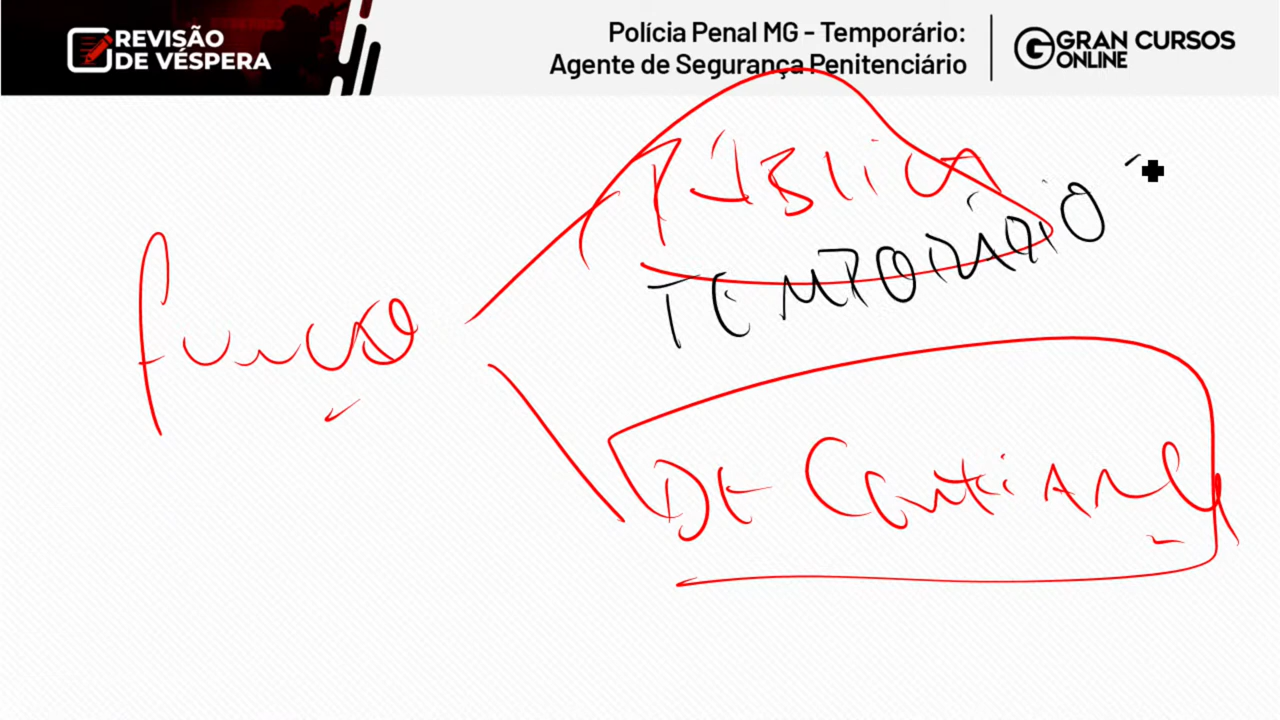 REVISÃO
DE VÉSPERA
Polícia Penal MG - Temporário:
Agente de Segurança Penitenciário
GRAN CURSOS
ONLINE
PÚBlica
TEMPORÁRIO
função
DE Confiança